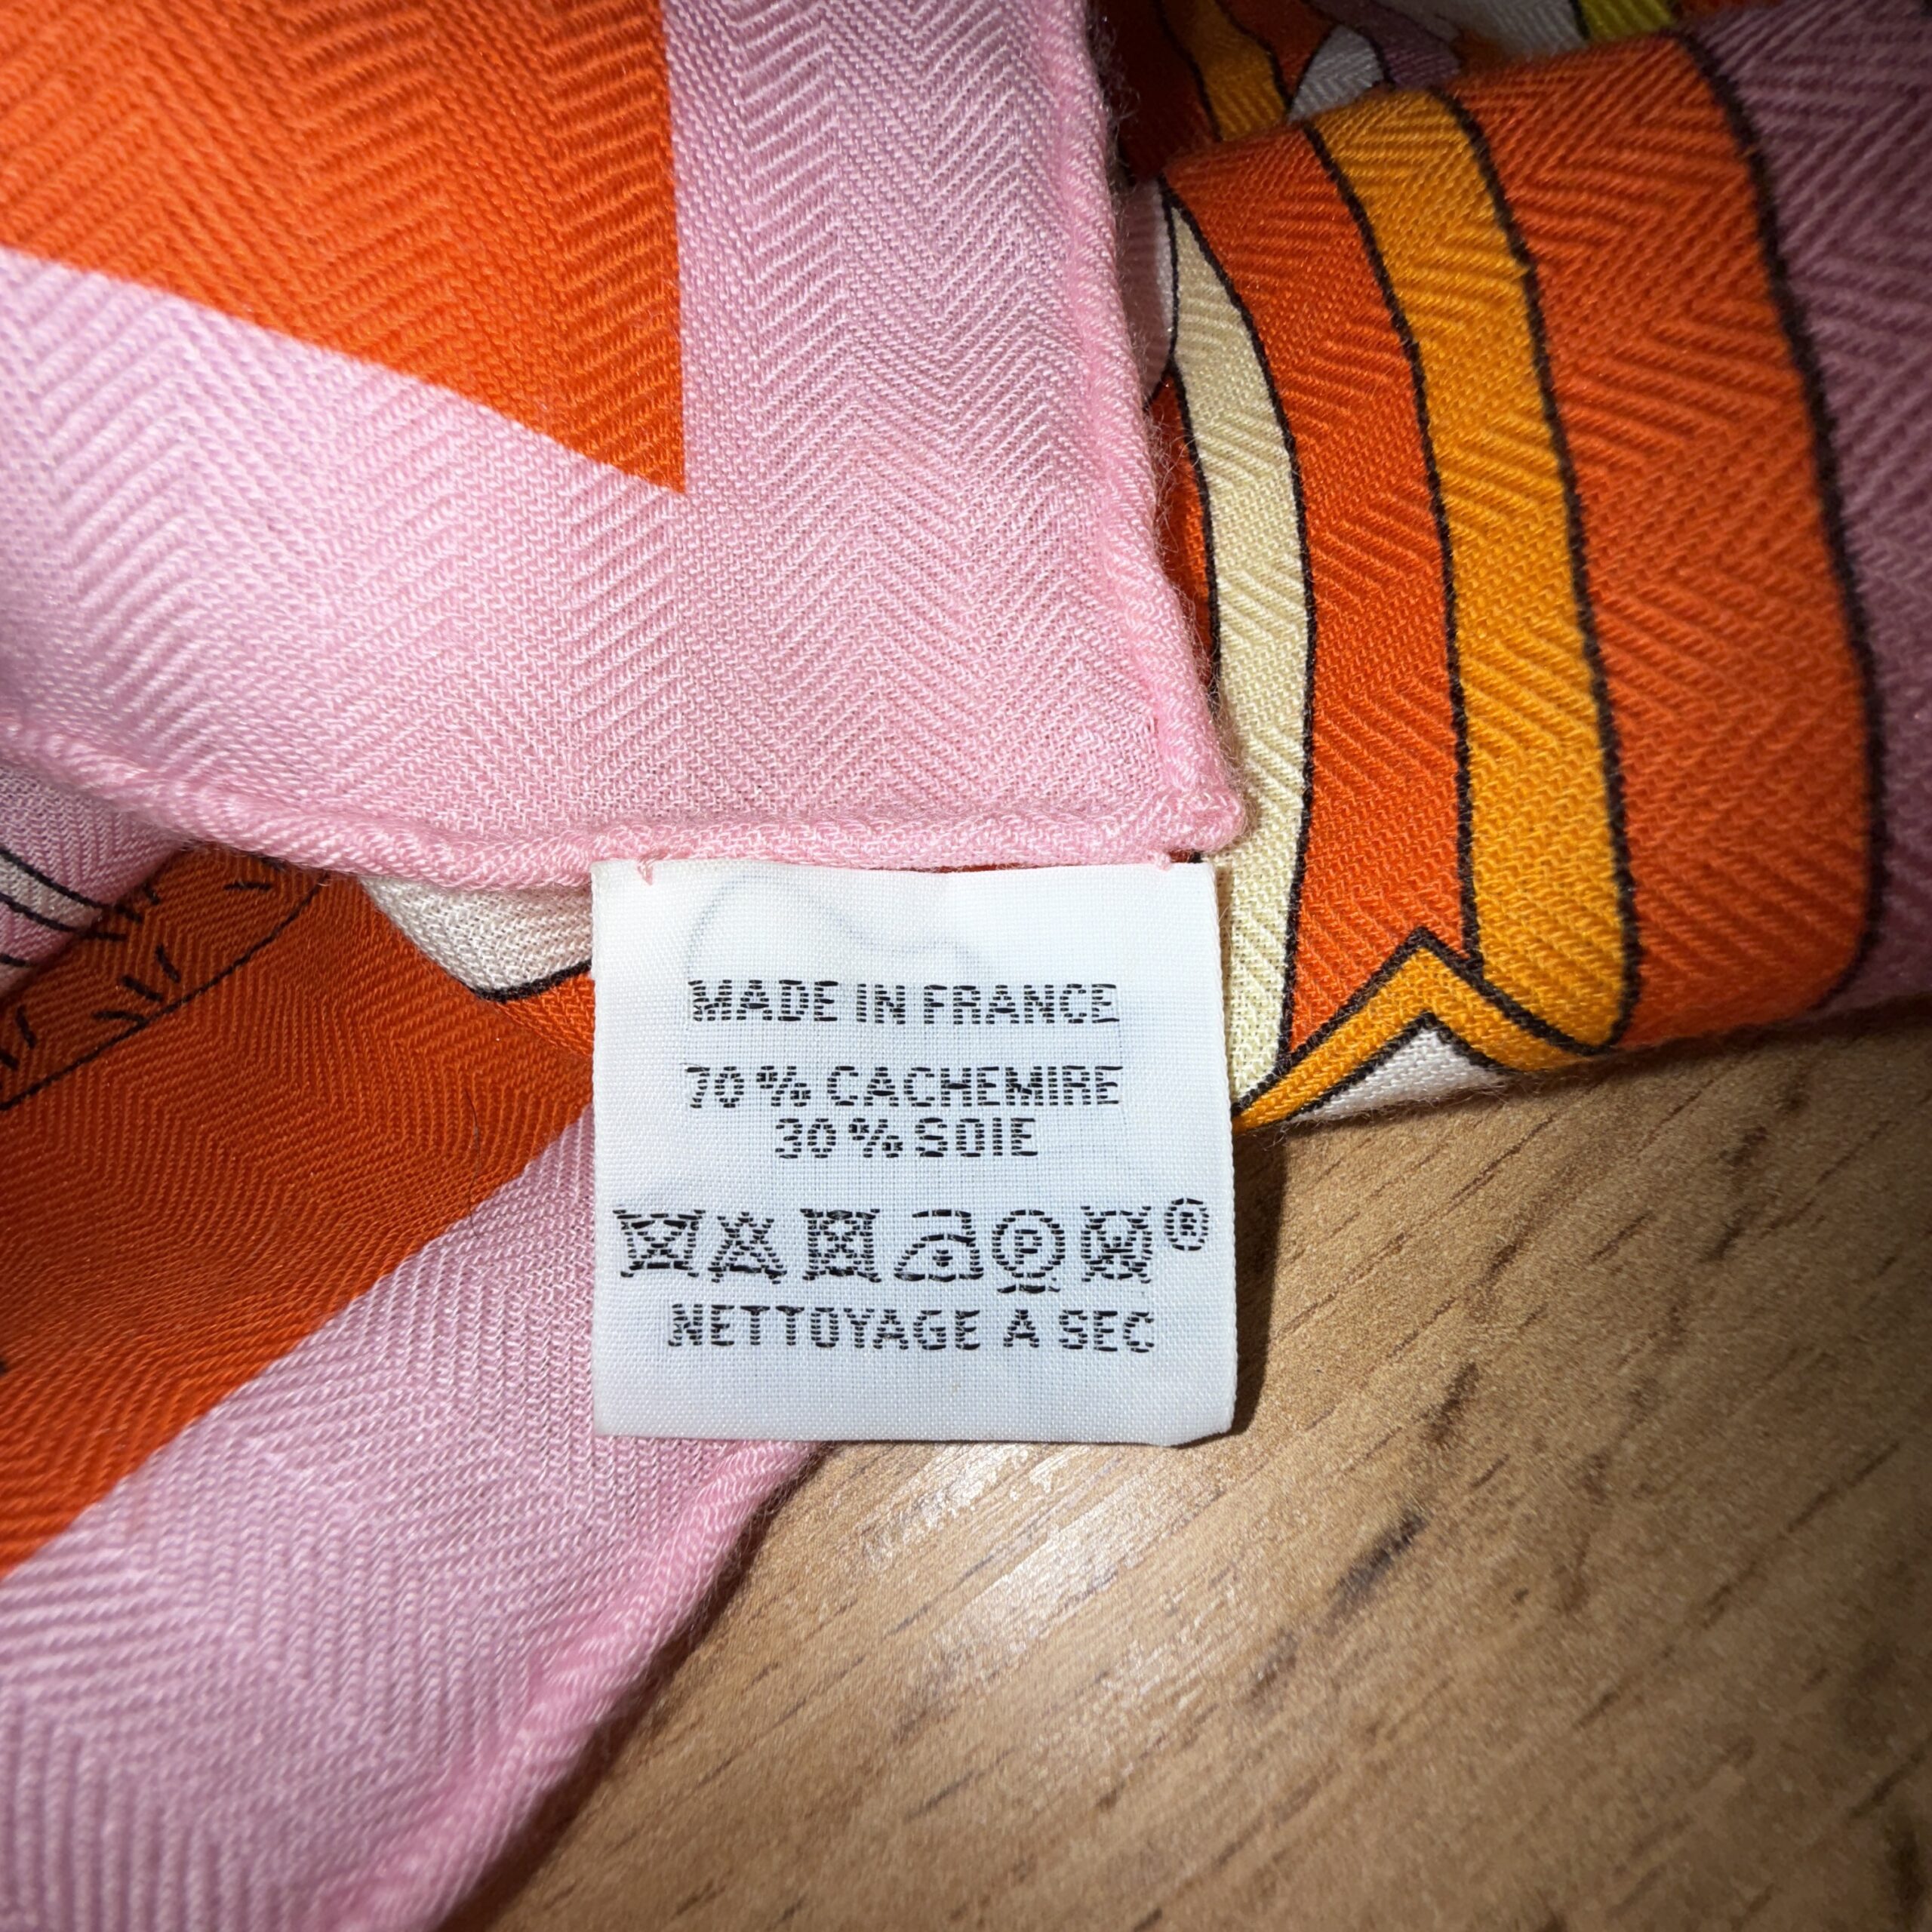 MADE IN FRANCE
70% CACHEMIRE
30% SOIE
P W ®
NETTOYAGE A SEC